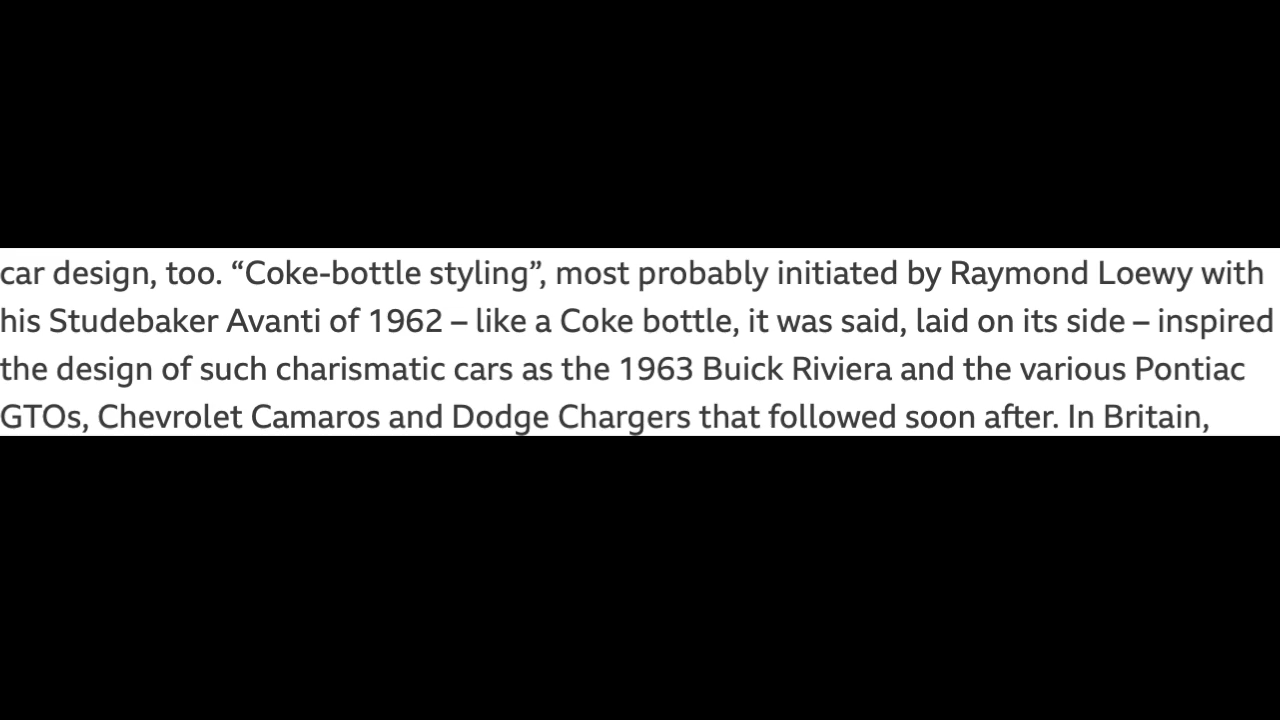 car design, too. “Coke-bottle styling”, most probably initiated by Raymond Loewy with
his Studebaker Avanti of 1962 – like a Coke bottle, it was said, laid on its side – inspired
the design of such charismatic cars as the 1963 Buick Riviera and the various Pontiac
GTOs, Chevrolet Camaros and Dodge Chargers that followed soon after. In Britain,